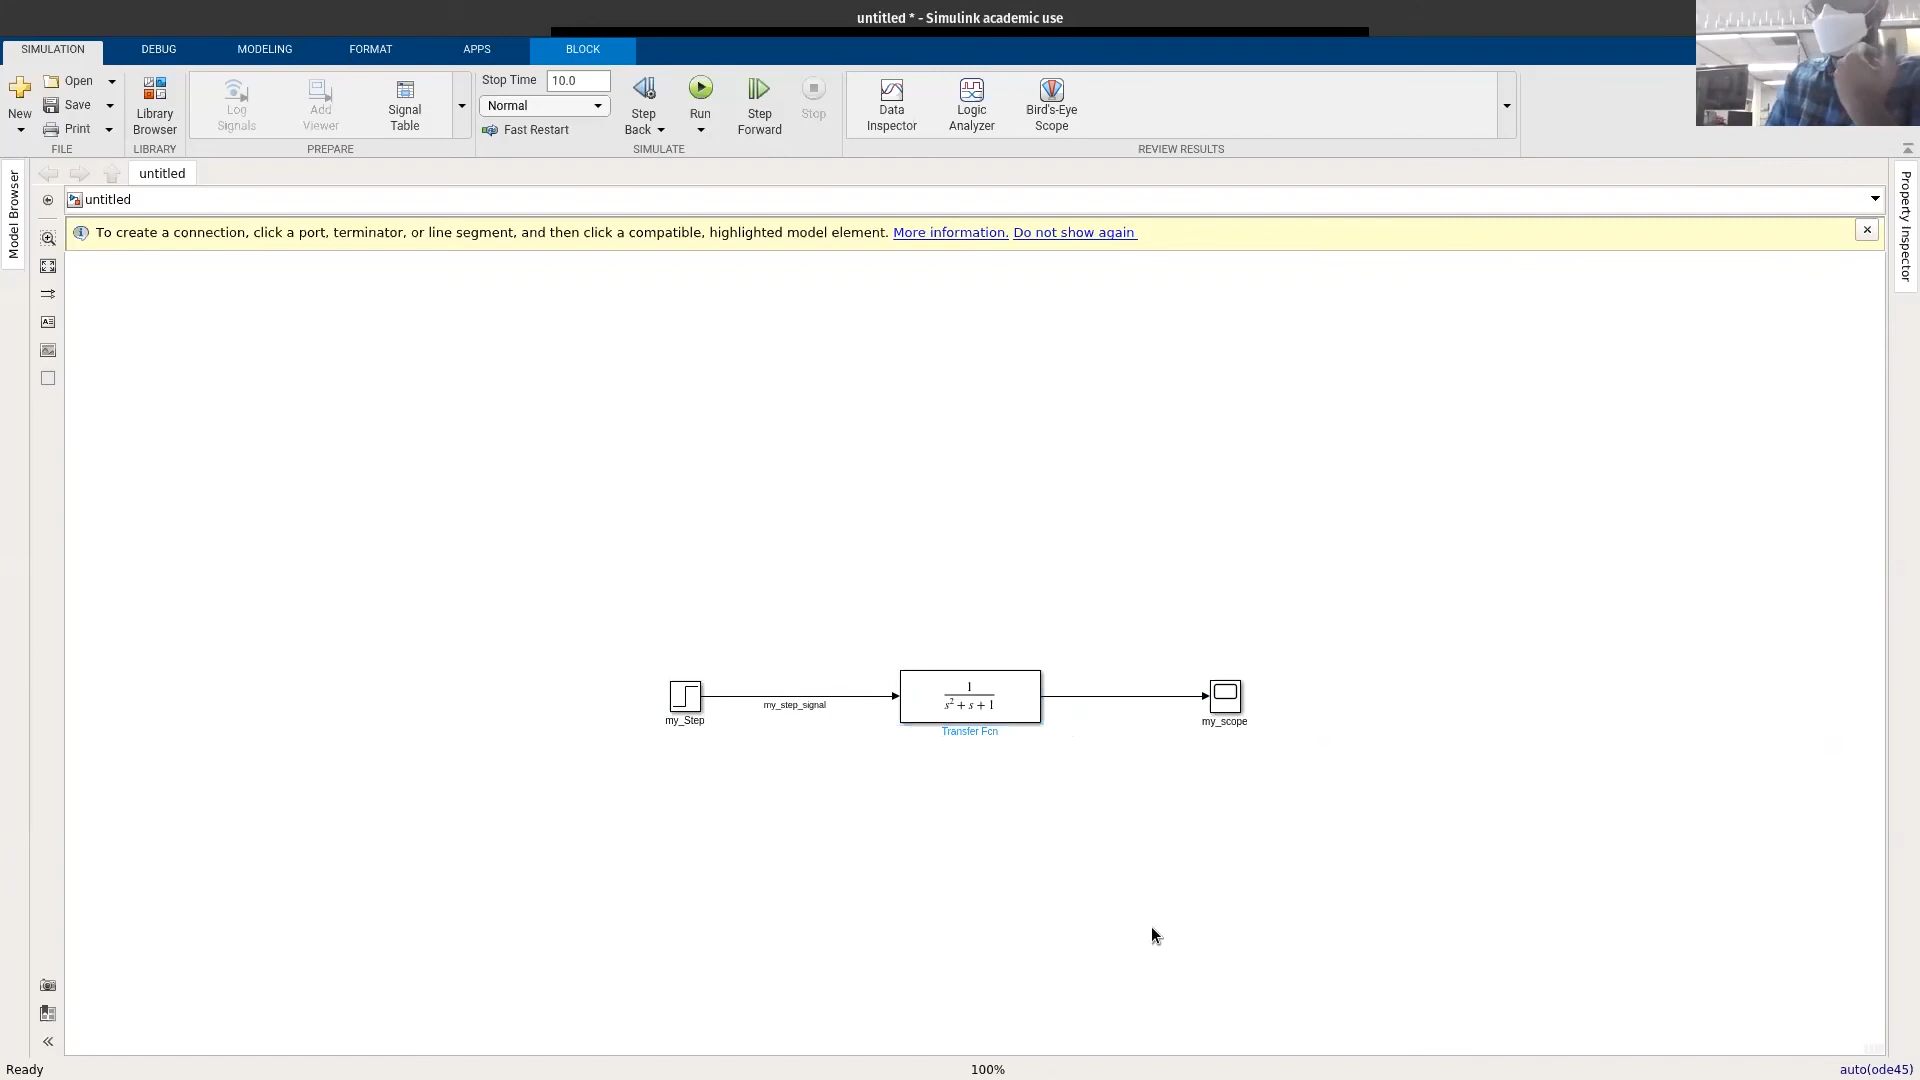 untitled * - Simulink academic use
SIMULATION DEBUG MODELING FORMAT APPS BLOCK
New
Open
Save
Print
FILE
Library
Browser
LIBRARY
Log
Signals
Add
Viewer
Signal
Table
PREPARE
Stop Time 10.0
Normal
Fast Restart
Step
Back
Run
Step
Forward
Stop
SIMULATE
Data
Inspector
Logic
Analyzer
Bird's-Eye
Scope
REVIEW RESULTS
Model Browser
untitled
untitled
To create a connection, click a port, terminator, or line segment, and then click a compatible, highlighted model element. More information. Do not show again
Property Inspector
my_Step
my_step_signal
1
s² + s + 1
Transfer Fcn
my_scope
Ready
100%
auto(ode45)